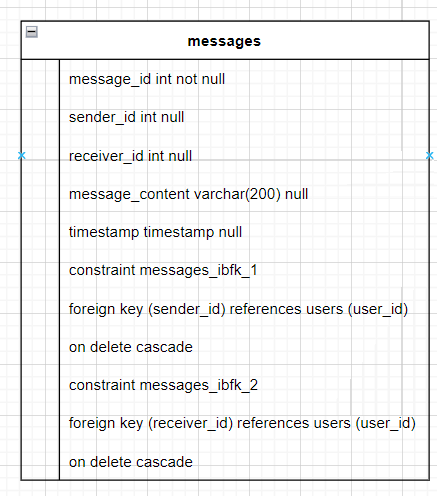 messages
message_id int not null
sender_id int null
receiver_id int null
message_content varchar(200) null
timestamp timestamp null
constraint messages_ibfk_1
foreign key (sender_id) references users (user_id)
on delete cascade
constraint messages_ibfk_2
foreign key (receiver_id) references users (user_id)
on delete cascade